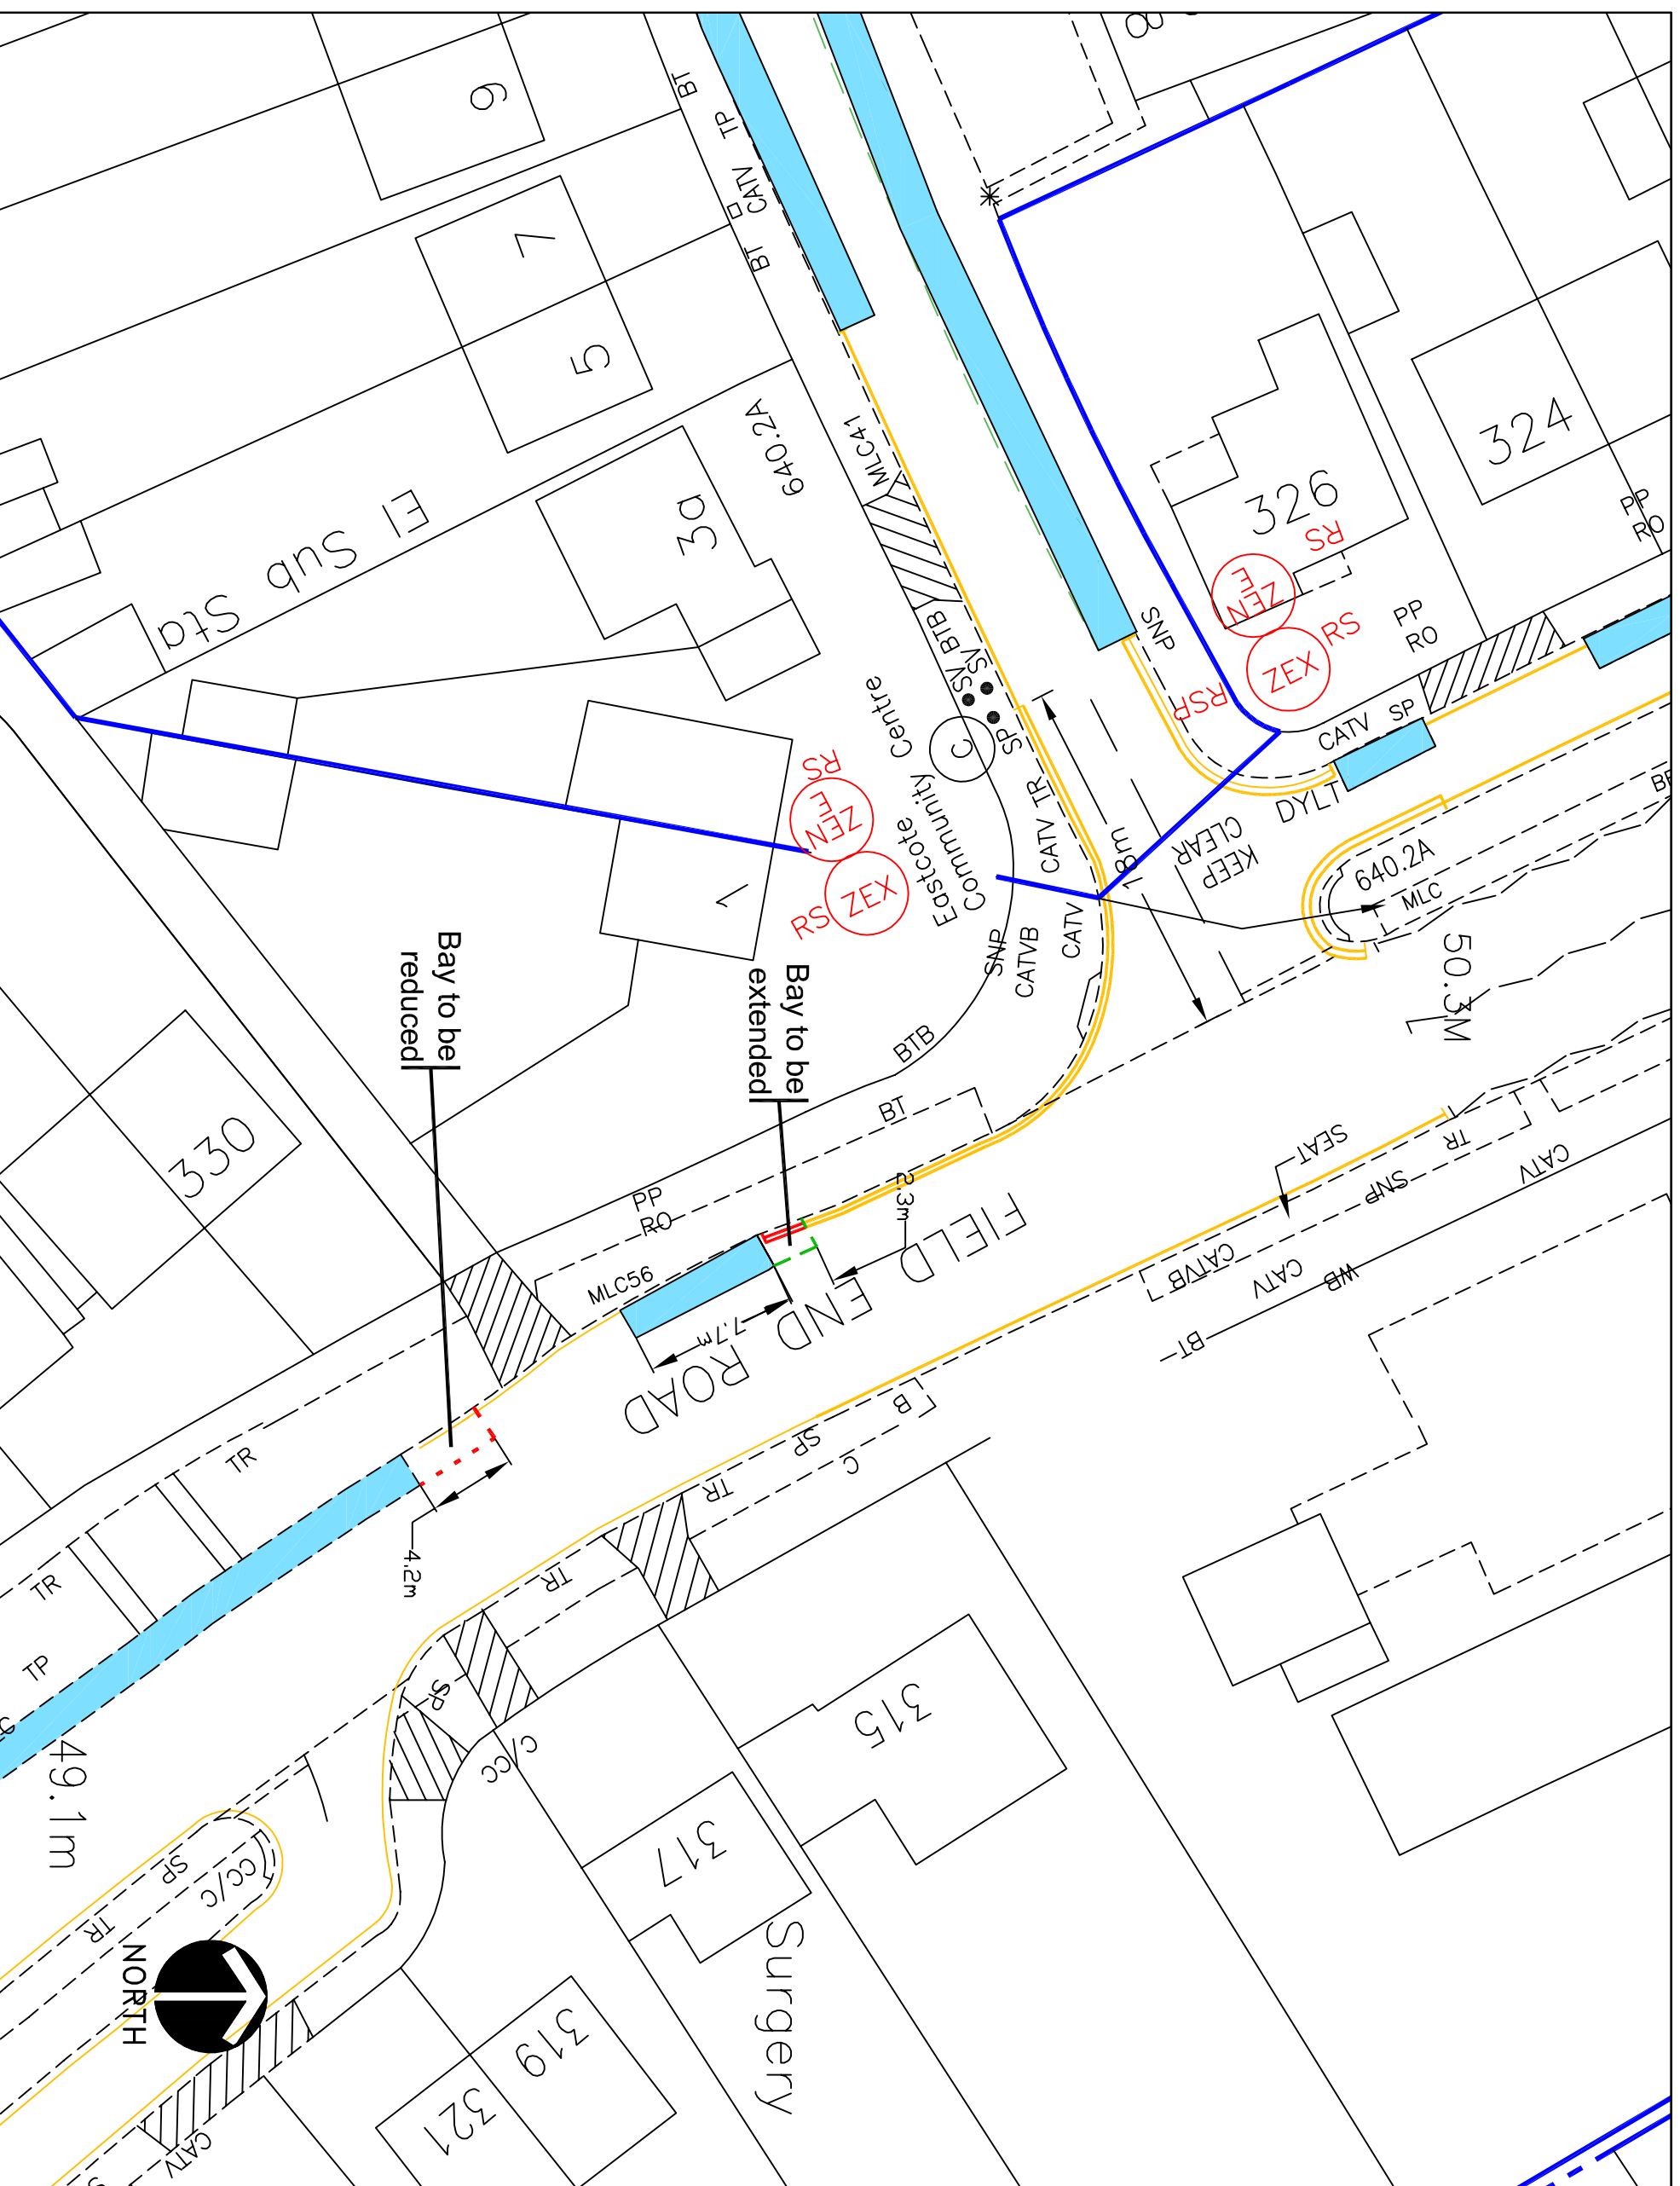 BT
TP
CATV
BT
8
9
7
5
3a
El Sub Sta
640.2A
MLC41
BTB
SV
SV
SP
C
TR
CATV
Eastcote
Community Centre
SNP
CATVB
CATV
BTB
BT
1
RS
ZEN
E
ZEX
RS
324
326
RS
ZEN
E
ZEX
RS
RSP
PP
RO
PP
RO
SNP
CATV
SP
DYLT
KEEP
CLEAR
18m
640.2A
MLC
50.3M
Bay to be
extended
Bay to be
reduced
PP
RO
MLC56
2.3m
7.7m
4.2m
FIELD
END
ROAD
SEAT
TR
SNP
CATV
CATVB
CATV
WB
BT
B
SP
C
TR
TR
SP
C/CC
330
TR
TR
TP
49.1m
SP
CC/C
TR
NORTH
315
317
Surgery
319
321
CATV